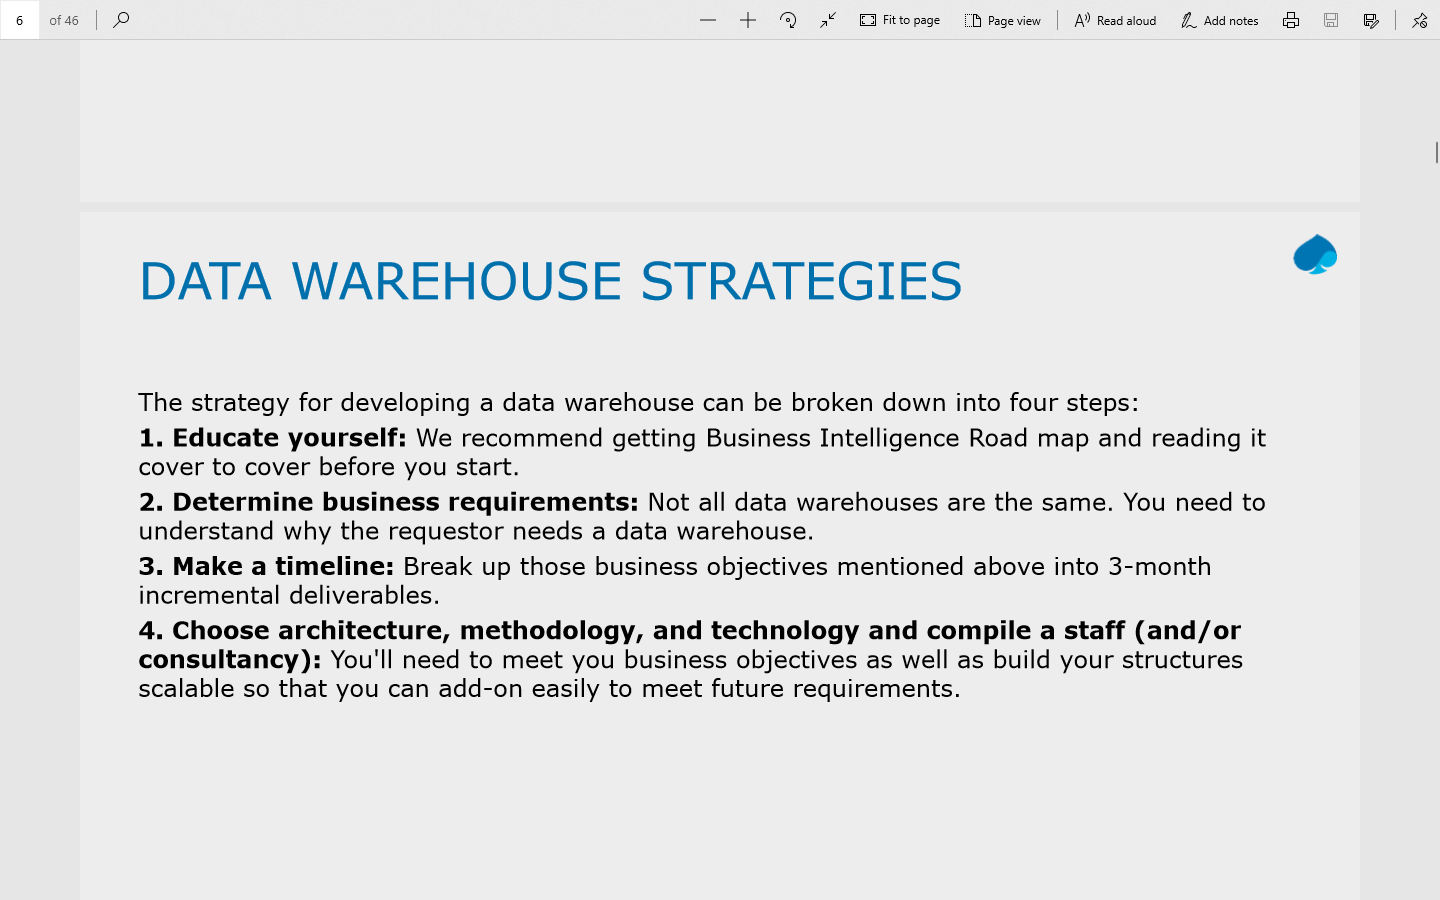 6 of 46 Fit to page Page view Read aloud Add notes
DATA WAREHOUSE STRATEGIES
The strategy for developing a data warehouse can be broken down into four steps:
1. Educate yourself: We recommend getting Business Intelligence Road map and reading it
cover to cover before you start.
2. Determine business requirements: Not all data warehouses are the same. You need to
understand why the requestor needs a data warehouse.
3. Make a timeline: Break up those business objectives mentioned above into 3-month
incremental deliverables.
4. Choose architecture, methodology, and technology and compile a staff (and/or
consultancy): You'll need to meet you business objectives as well as build your structures
scalable so that you can add-on easily to meet future requirements.